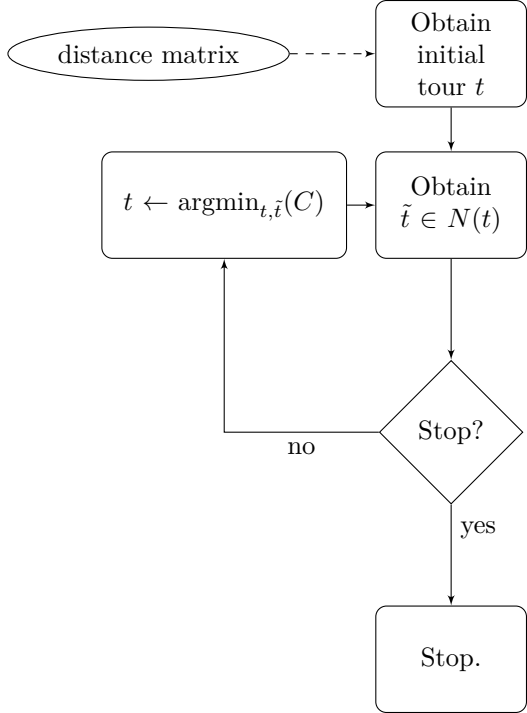 distance matrix
Obtain
initial
tour t
t ← argmin_{t,t̃}(C)
Obtain
t̃ ∈ N(t)
Stop?
no
yes
Stop.